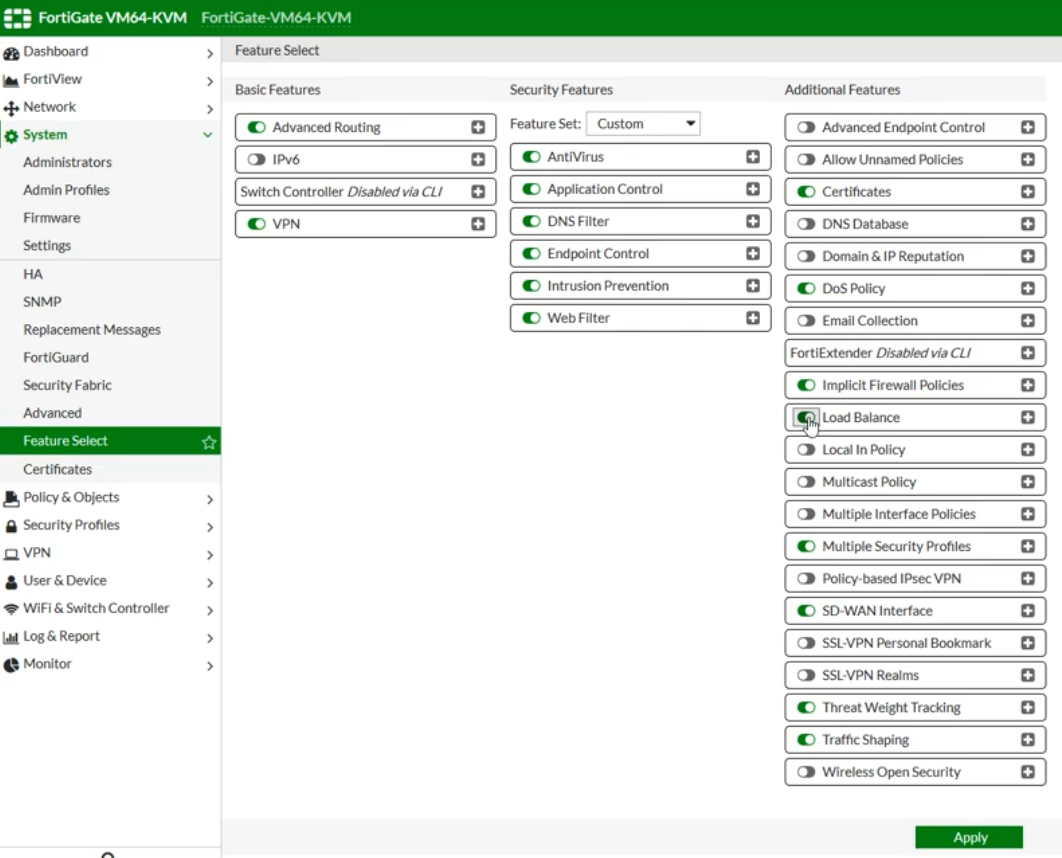 FortiGate VM64-KVM FortiGate-VM64-KVM
Dashboard
FortiView
Network
System
Administrators
Admin Profiles
Firmware
Settings
HA
SNMP
Replacement Messages
FortiGuard
Security Fabric
Advanced
Feature Select
Certificates
Policy & Objects
Security Profiles
VPN
User & Device
WiFi & Switch Controller
Log & Report
Monitor
Feature Select
Basic Features
Advanced Routing
IPv6
Switch Controller Disabled via CLI
VPN
Security Features
Feature Set: Custom
AntiVirus
Application Control
DNS Filter
Endpoint Control
Intrusion Prevention
Web Filter
Additional Features
Advanced Endpoint Control
Allow Unnamed Policies
Certificates
DNS Database
Domain & IP Reputation
DoS Policy
Email Collection
FortiExtender Disabled via CLI
Implicit Firewall Policies
Load Balance
Local In Policy
Multicast Policy
Multiple Interface Policies
Multiple Security Profiles
Policy-based IPsec VPN
SD-WAN Interface
SSL-VPN Personal Bookmark
SSL-VPN Realms
Threat Weight Tracking
Traffic Shaping
Wireless Open Security
Apply